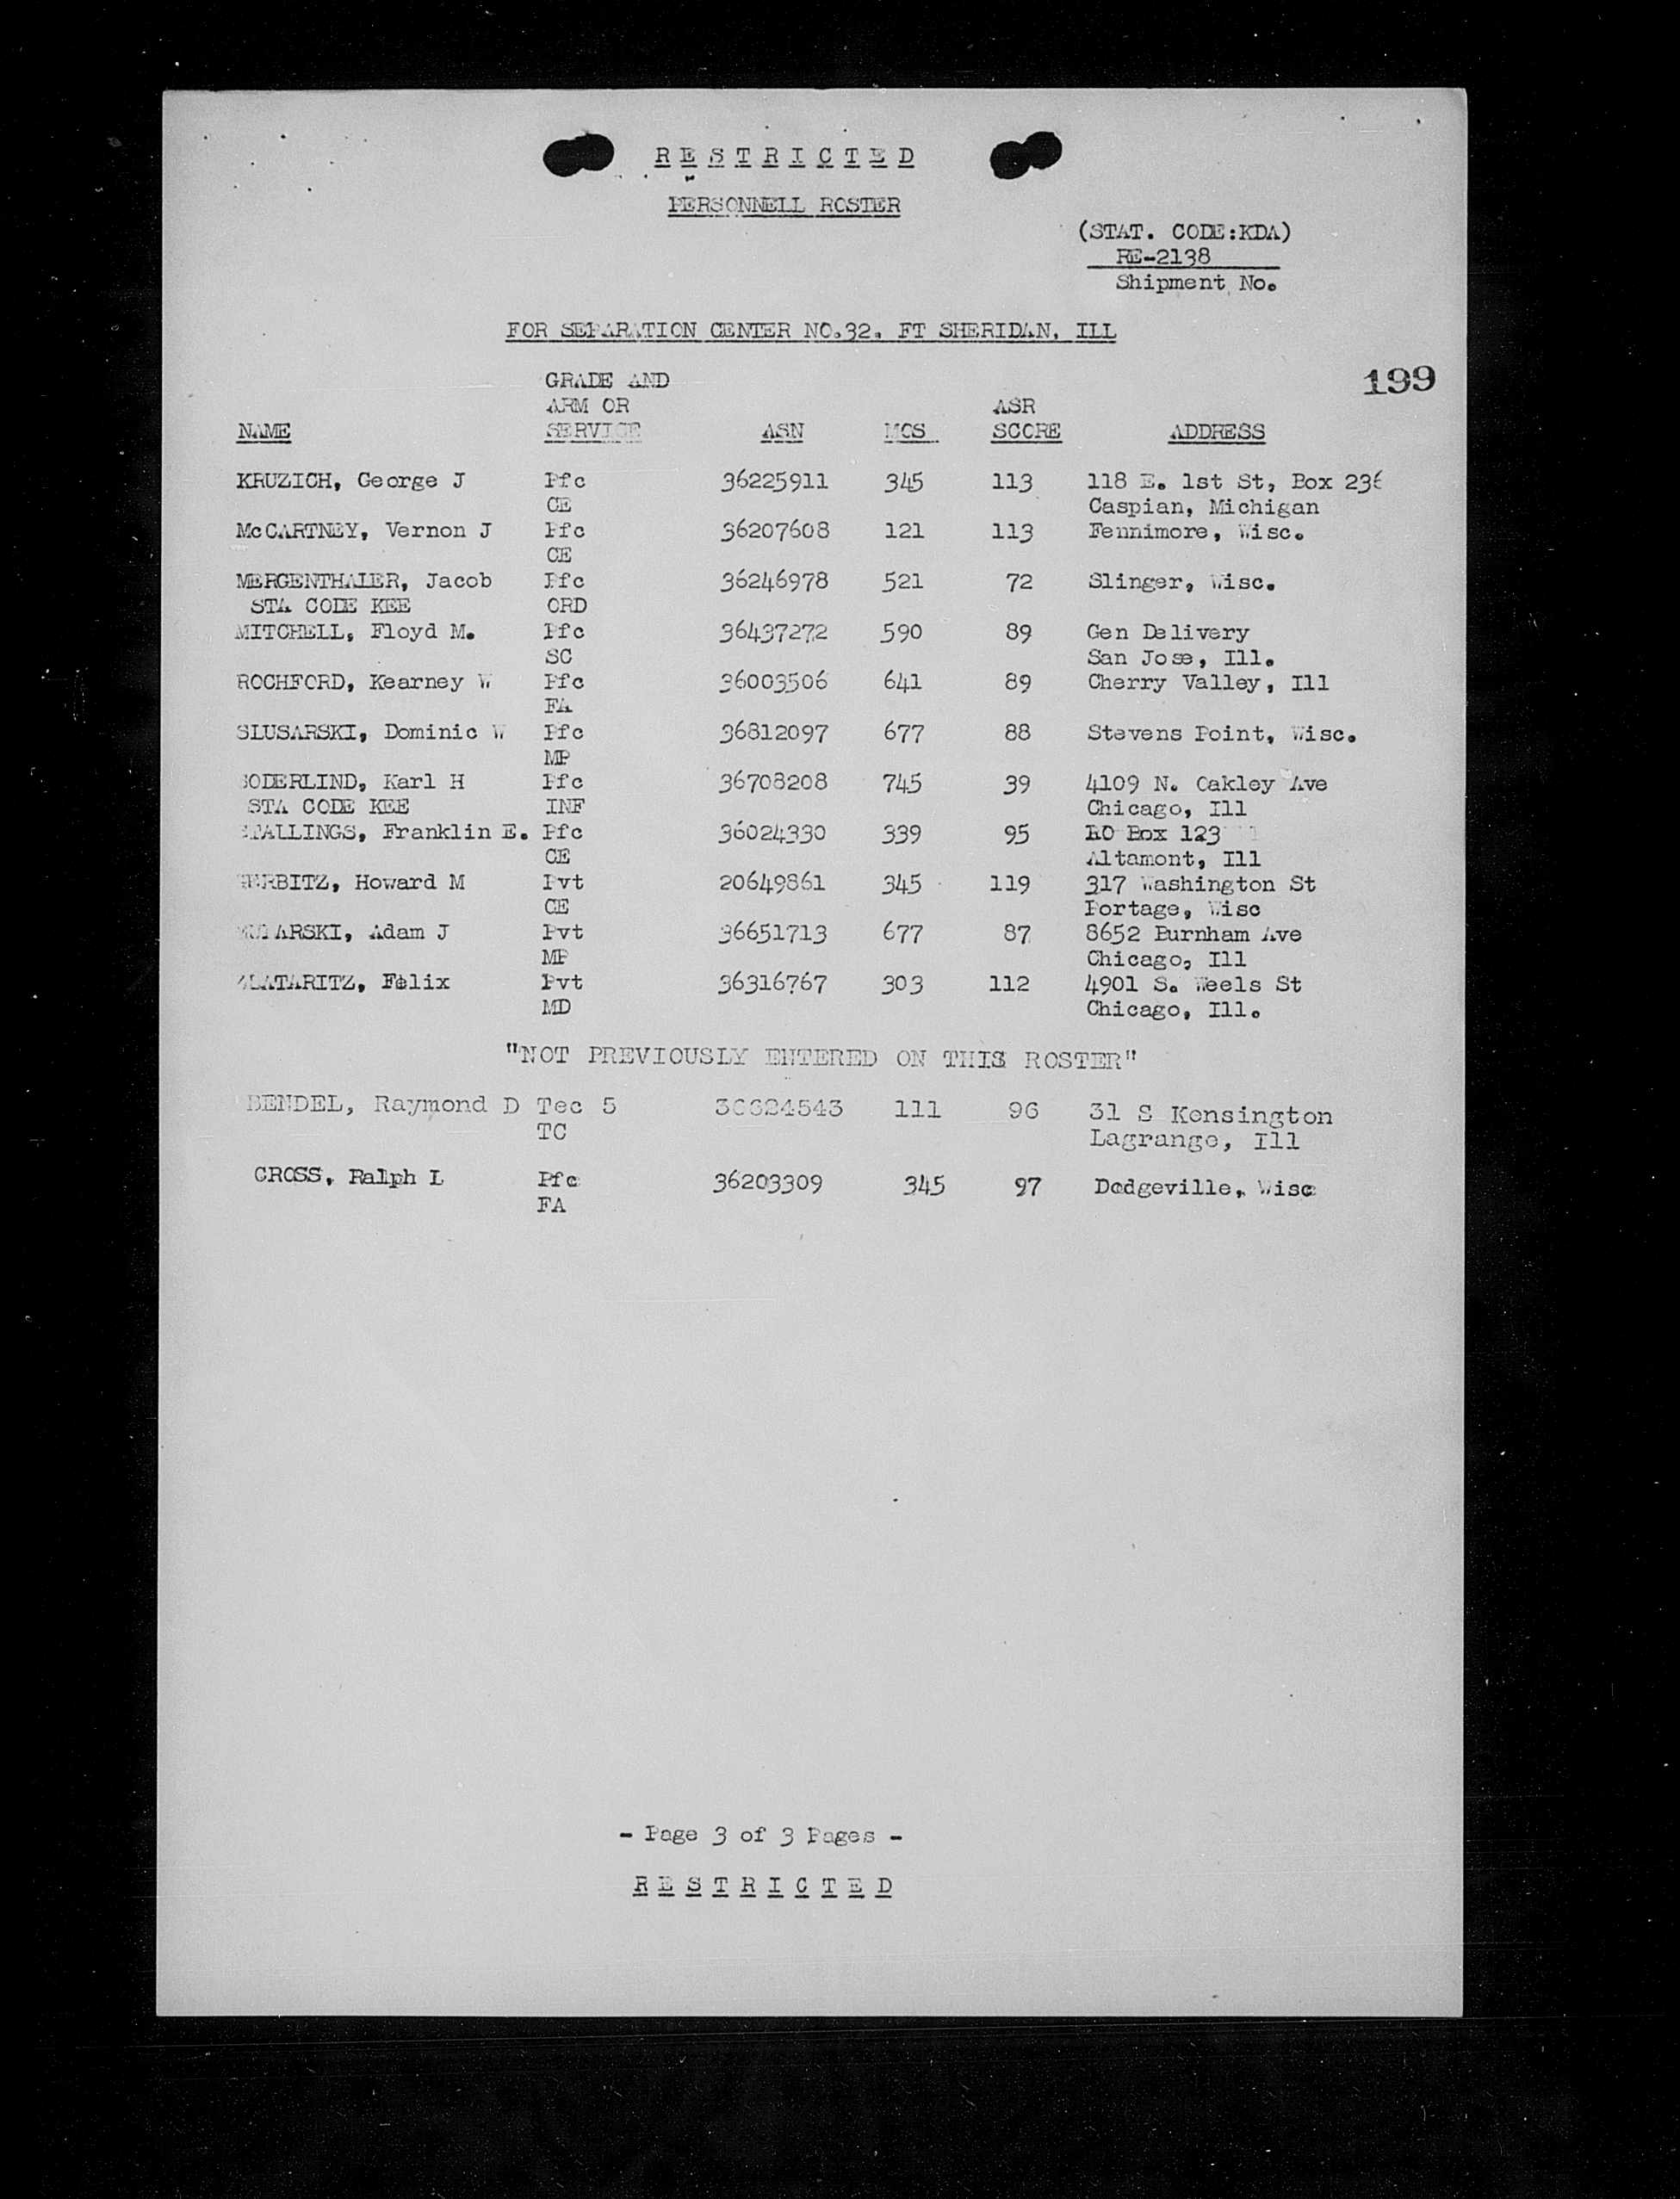 RESTRICTED
PERSONNELL ROSTER
(STAT. CODE:KDA)
RE-2138
Shipment No.
FOR SEPARATION CENTER NO.32. FT SHERIDAN, ILL
199
GRADE AND
ARM OR ASR
NAME SERVICE ASN MOS SCORE ADDRESS
KRUZICH, George J Pfc 36225911 345 113 118 E. 1st St, Box 236
CE Caspian, Michigan
McCARTNEY, Vernon J Pfc 36207608 121 113 Fennimore, Wisc.
CE
MERGENTHALER, Jacob Pfc 36246978 521 72 Slinger, Wisc.
STA CODE KEE ORD
MITCHELL, Floyd M. Pfc 36437272 590 89 Gen Delivery
SC San Jose, Ill.
ROCHFORD, Kearney W Pfc 36003506 641 89 Cherry Valley, Ill
FA
SLUSARSKI, Dominic W Pfc 36812097 677 88 Stevens Point, Wisc.
MP
SODERLIND, Karl H Pfc 36708208 745 39 4109 N. Oakley Ave
STA CODE KEE INF Chicago, Ill
STALLINGS, Franklin E. Pfc 36024330 339 95 PO Box 123
CE Altamont, Ill
Howard M Pvt 20649861 345 119 317 Washington St
CE Portage, Wisc
Adam J Pvt 36651713 677 87 8652 Burnham Ave
MP Chicago, Ill
Felix Pvt 36316767 303 112 4901 S. Weels St
MD Chicago, Ill.
"NOT PREVIOUSLY ENTERED ON THIS ROSTER"
BENDEL, Raymond D Tec 5 36624543 111 96 31 S Kensington
TC Lagrange, Ill
GROSS, Ralph L Pfc 36203309 345 97 Dodgeville, Wisc
FA
- Page 3 of 3 Pages -
RESTRICTED